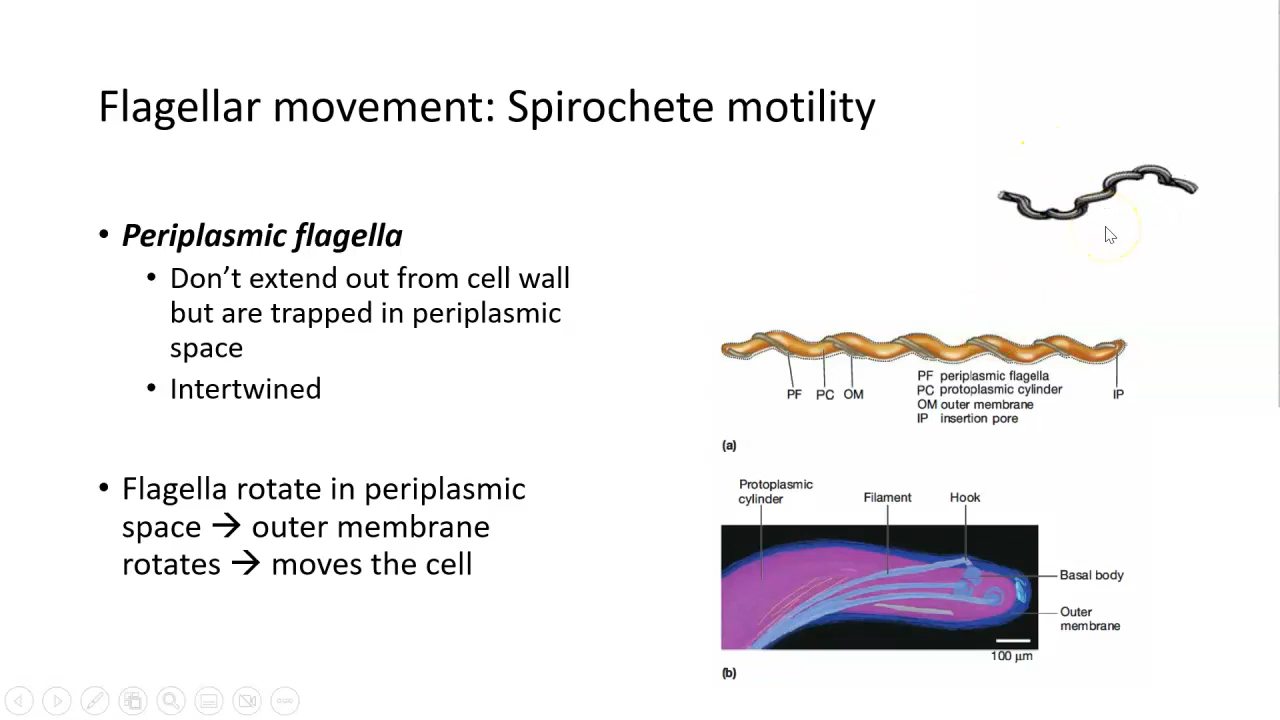 Flagellar movement: Spirochete motility
• Periplasmic flagella
• Don’t extend out from cell wall
but are trapped in periplasmic
space
• Intertwined
• Flagella rotate in periplasmic
space → outer membrane
rotates → moves the cell
PF PC OM
PF periplasmic flagella
PC protoplasmic cylinder
OM outer membrane
IP insertion pore
IP
(a)
Protoplasmic
cylinder
Filament
Hook
Basal body
Outer
membrane
100 μm
(b)